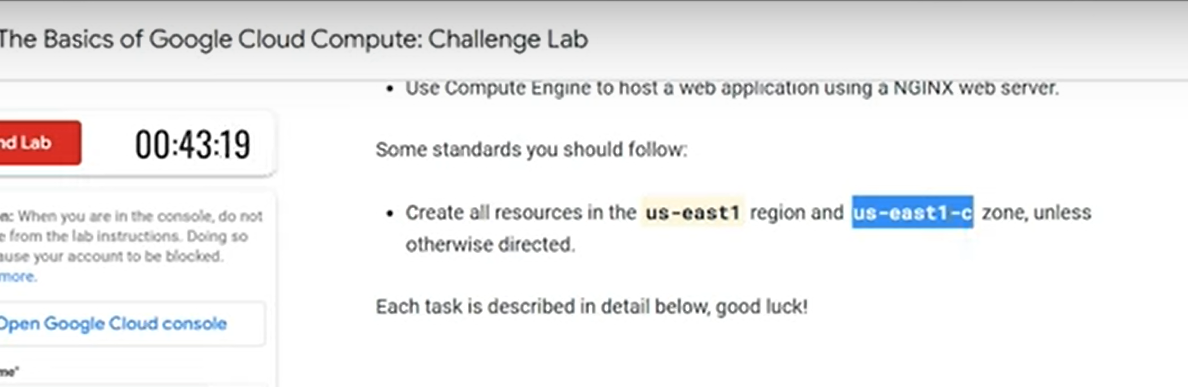 The Basics of Google Cloud Compute: Challenge Lab
• Use Compute Engine to host a web application using a NGINX web server.
nd Lab
00:43:19
Some standards you should follow:
n: When you are in the console, do not
e from the lab instructions. Doing so
ause your account to be blocked.
more.
• Create all resources in the us-east1 region and us-east1-c zone, unless
otherwise directed.
Each task is described in detail below, good luck!
Open Google Cloud console
me*